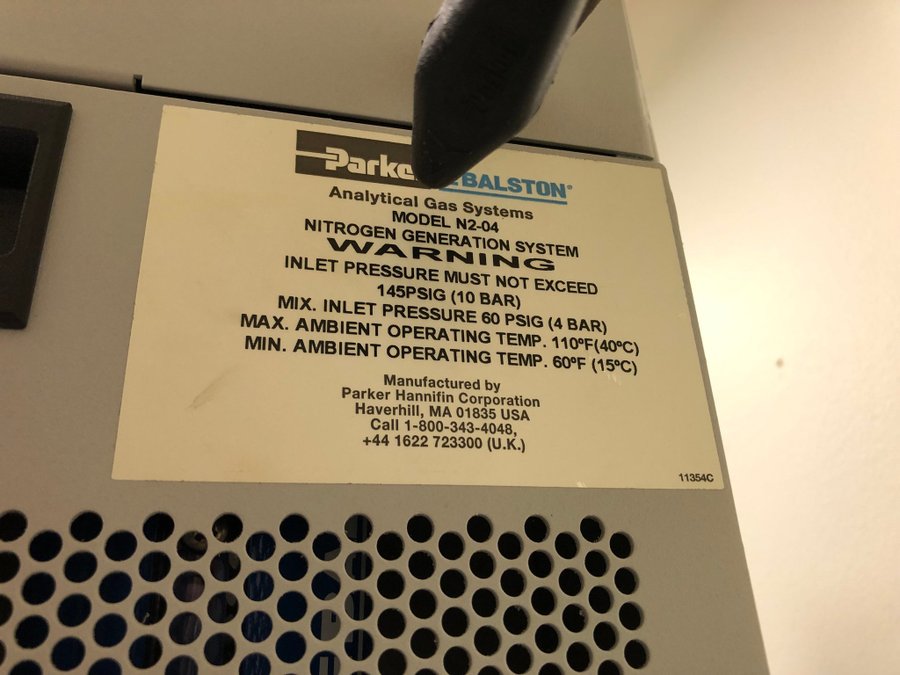 Parke BALSTON®
Analytical Gas Systems
MODEL N2-04
NITROGEN GENERATION SYSTEM
WARNING
INLET PRESSURE MUST NOT EXCEED
145PSIG (10 BAR)
MIX. INLET PRESSURE 60 PSIG (4 BAR)
MAX. AMBIENT OPERATING TEMP. 110ºF(40ºC)
MIN. AMBIENT OPERATING TEMP. 60ºF (15ºC)
Manufactured by
Parker Hannifin Corporation
Haverhill, MA 01835 USA
Call 1-800-343-4048,
+44 1622 723300 (U.K.)
11354C